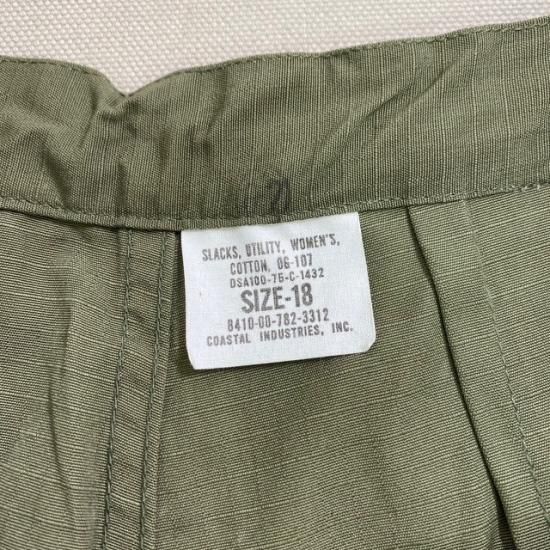 SLACKS, UTILITY, WOMEN'S,
COTTON, OG-107
DSA100-75-C-1432
SIZE-18
8410-00-782-3312
COASTAL INDUSTRIES, INC.